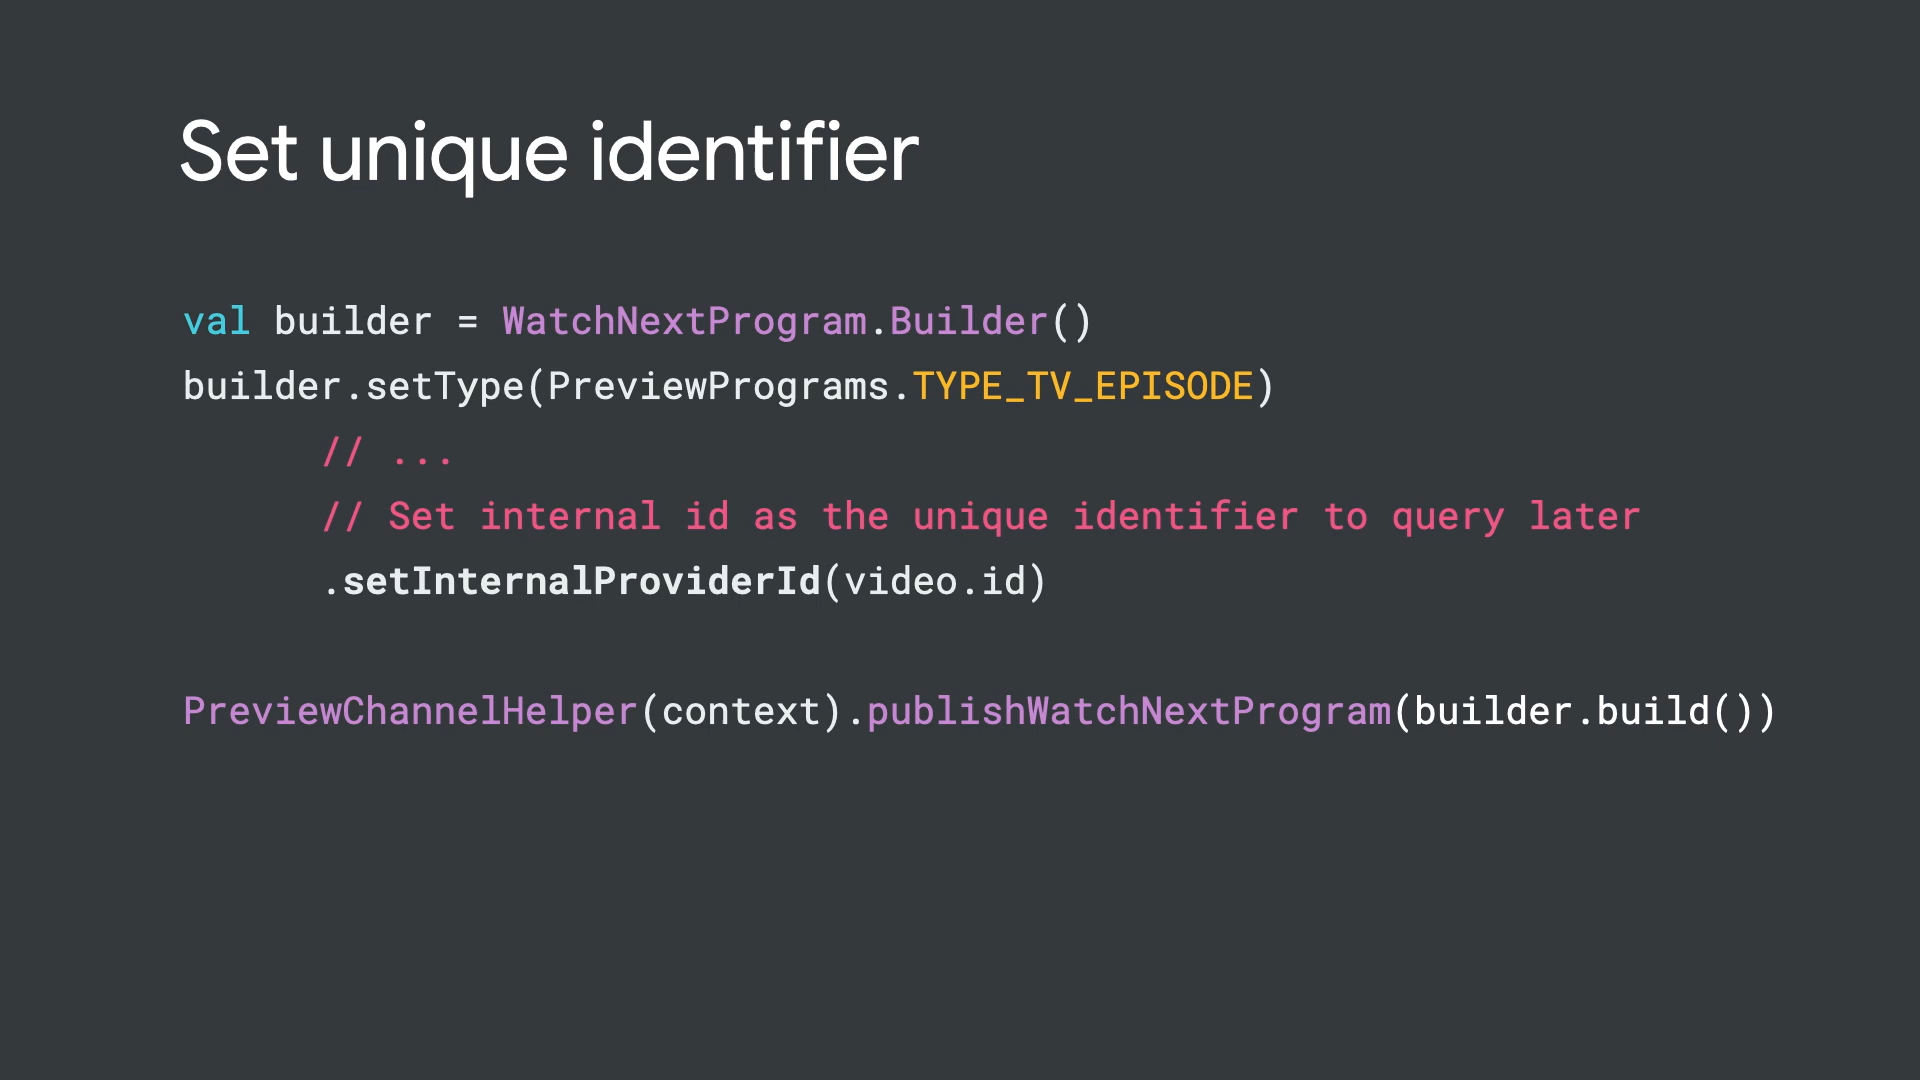 Set unique identifier
val builder = WatchNextProgram.Builder()
builder.setType(PreviewPrograms.TYPE_TV_EPISODE)
// ...
// Set internal id as the unique identifier to query later
.setInternalProviderId(video.id)
PreviewChannelHelper(context).publishWatchNextProgram(builder.build())